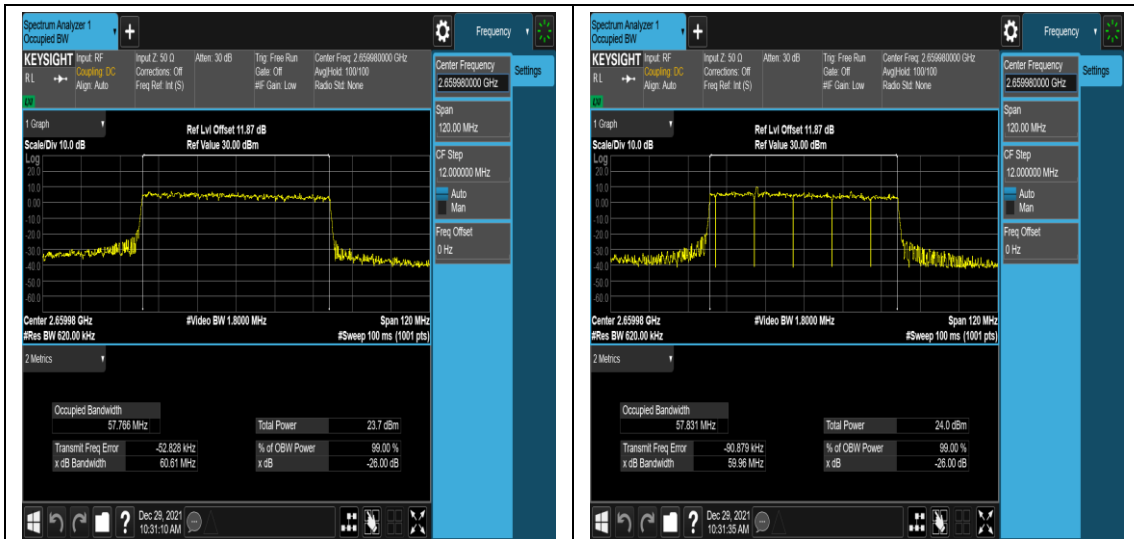 Spectrum Analyzer 1
Occupied BW
+
Frequency
KEYSIGHT
RL
Input: RF
Coupling: DC
Align: Auto
Input Z: 50 Ω
Corrections: Off
Freq Ref: Int (S)
Atten: 30 dB
Trig: Free Run
Gate: Off
#IF Gain: Low
Center Freq: 2.659980000 GHz
Avg|Hold: 100/100
Radio Std: None
Center Frequency
2.659980000 GHz
Settings
Span
120.00 MHz
CF Step
12.000000 MHz
Auto
Man
Freq Offset
0 Hz
1 Graph
Scale/Div 10.0 dB
Ref Lvl Offset 11.87 dB
Ref Value 30.00 dBm
Log
20.0
10.0
0.00
-10.0
-20.0
-30.0
-40.0
-50.0
-60.0
Center 2.65998 GHz
#Res BW 620.00 kHz
#Video BW 1.8000 MHz
Span 120 MHz
#Sweep 100 ms (1001 pts)
2 Metrics
Occupied Bandwidth
57.766 MHz
Total Power 23.7 dBm
Transmit Freq Error -52.828 kHz
% of OBW Power 99.00 %
x dB Bandwidth 60.61 MHz
x dB -26.00 dB
?
Dec 29, 2021
10:31:10 AM
Spectrum Analyzer 1
Occupied BW
+
Frequency
KEYSIGHT
RL
Input: RF
Coupling: DC
Align: Auto
Input Z: 50 Ω
Corrections: Off
Freq Ref: Int (S)
Atten: 30 dB
Trig: Free Run
Gate: Off
#IF Gain: Low
Center Freq: 2.659980000 GHz
Avg|Hold: 100/100
Radio Std: None
Center Frequency
2.659980000 GHz
Settings
Span
120.00 MHz
CF Step
12.000000 MHz
Auto
Man
Freq Offset
0 Hz
1 Graph
Scale/Div 10.0 dB
Ref Lvl Offset 11.87 dB
Ref Value 30.00 dBm
Log
20.0
10.0
0.00
-10.0
-20.0
-30.0
-40.0
-50.0
-60.0
Center 2.65998 GHz
#Res BW 620.00 kHz
#Video BW 1.8000 MHz
Span 120 MHz
#Sweep 100 ms (1001 pts)
2 Metrics
Occupied Bandwidth
57.831 MHz
Total Power 24.0 dBm
Transmit Freq Error -90.879 kHz
% of OBW Power 99.00 %
x dB Bandwidth 59.96 MHz
x dB -26.00 dB
?
Dec 29, 2021
10:31:35 AM